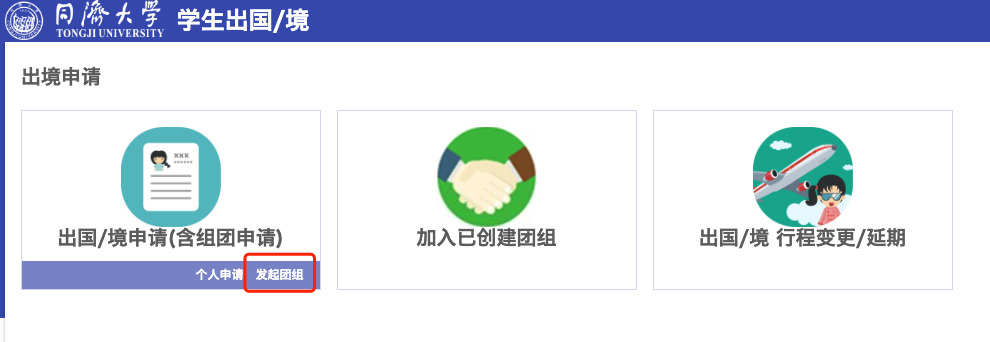 同濟大学 学生出国/境
TONGJI UNIVERSITY
出境申请
XXX
出国/境申请(含组团申请)
个人申请 发起团组
加入已创建团组
出国/境 行程变更/延期